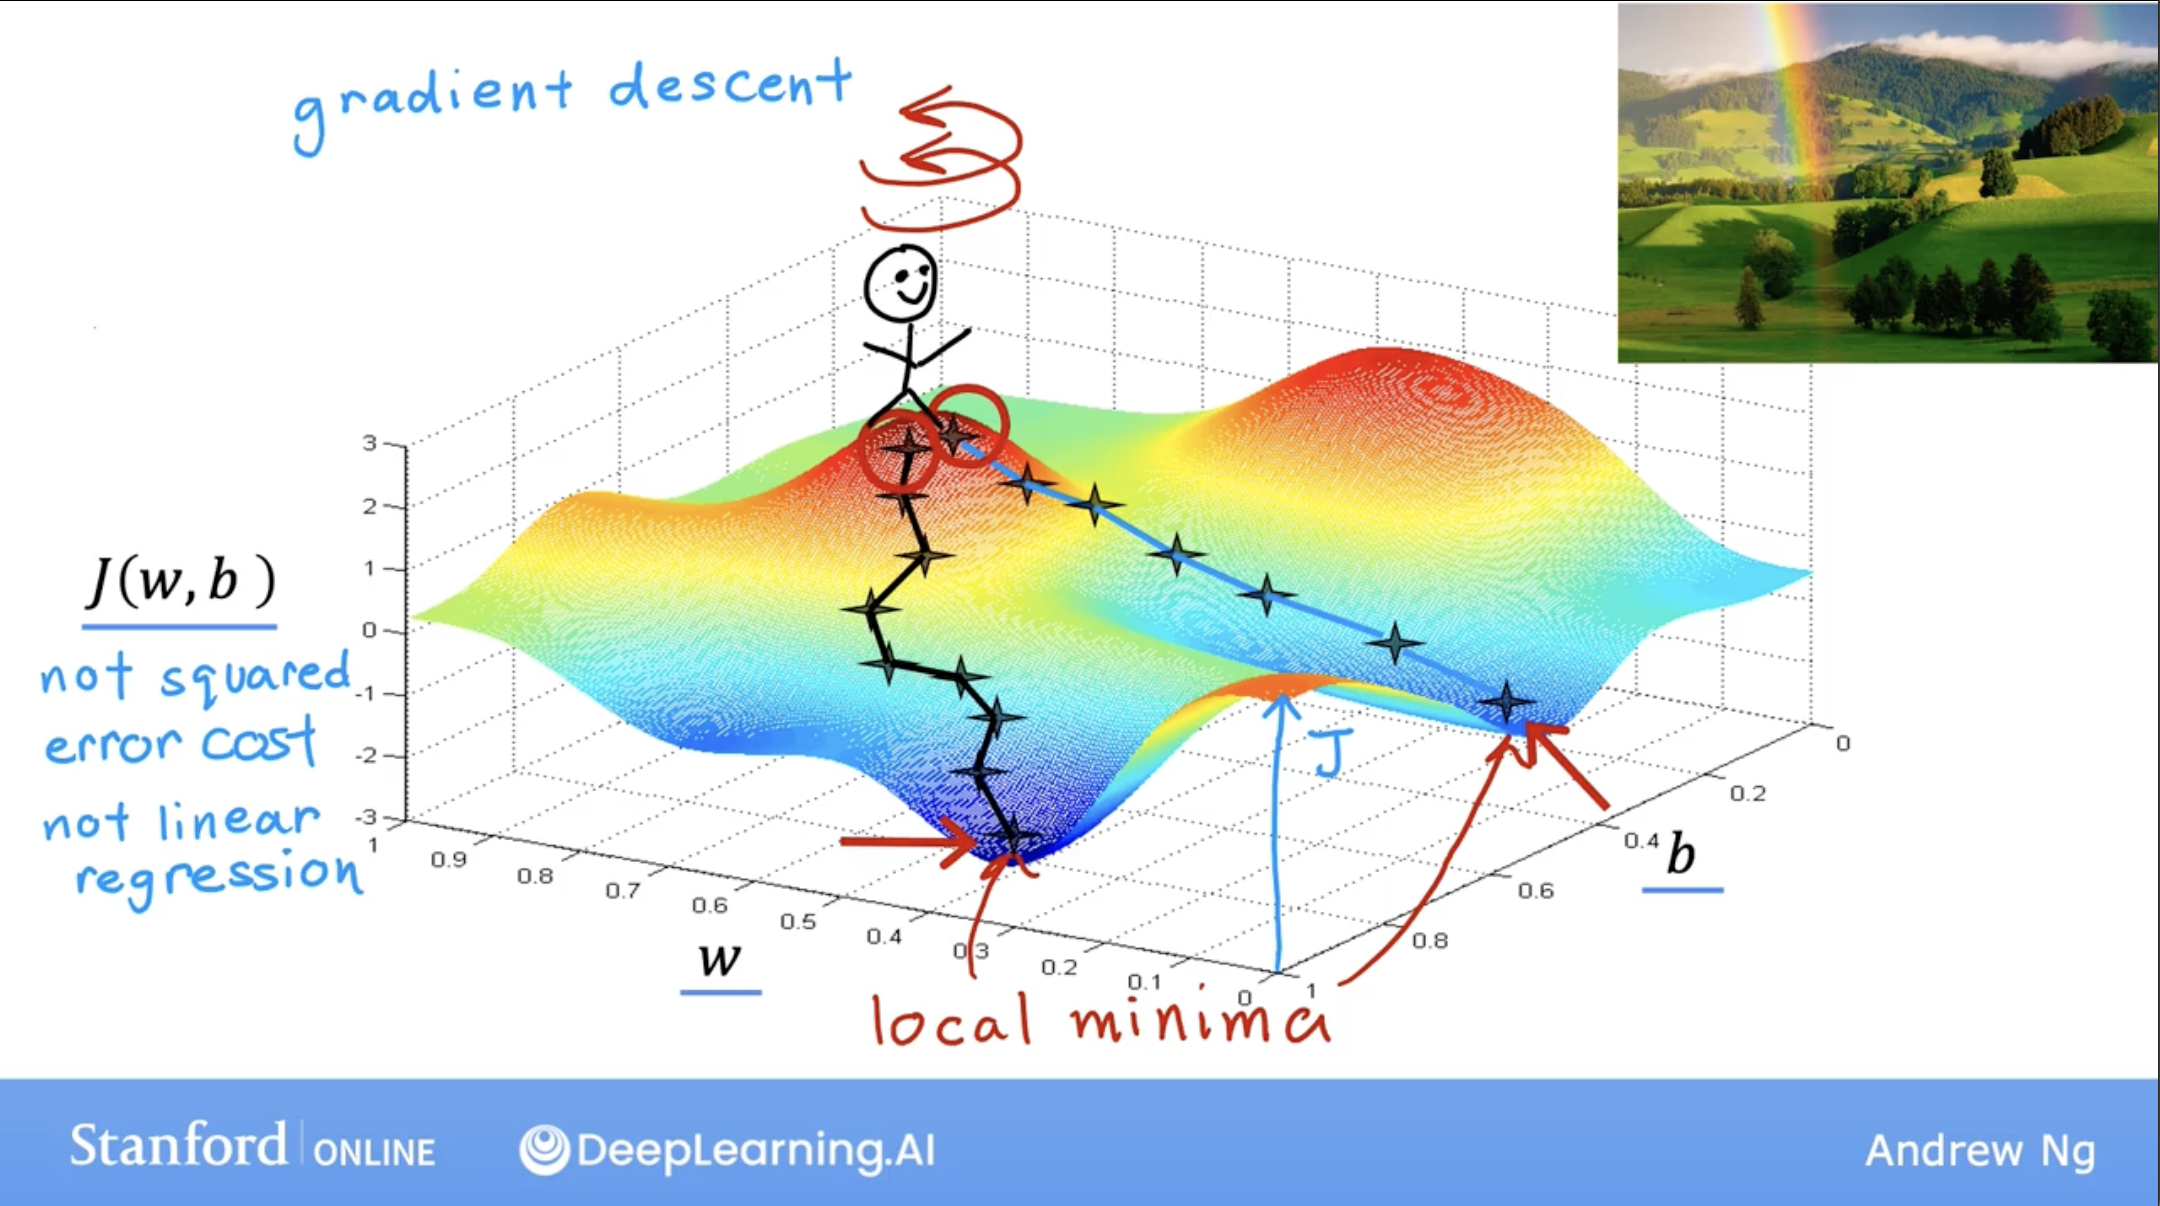 gradient descent
J(w, b )
not squared
error cost
not linear
regression
3
2
1
0
-1
-2
-3
1
0.9
0.8
0.7
0.6
0.5
0.4
0.3
0.2
0.1
0
w
1
0.8
0.6
0.4
0.2
0
b
J
local minima
Stanford | ONLINE
DeepLearning.AI
Andrew Ng